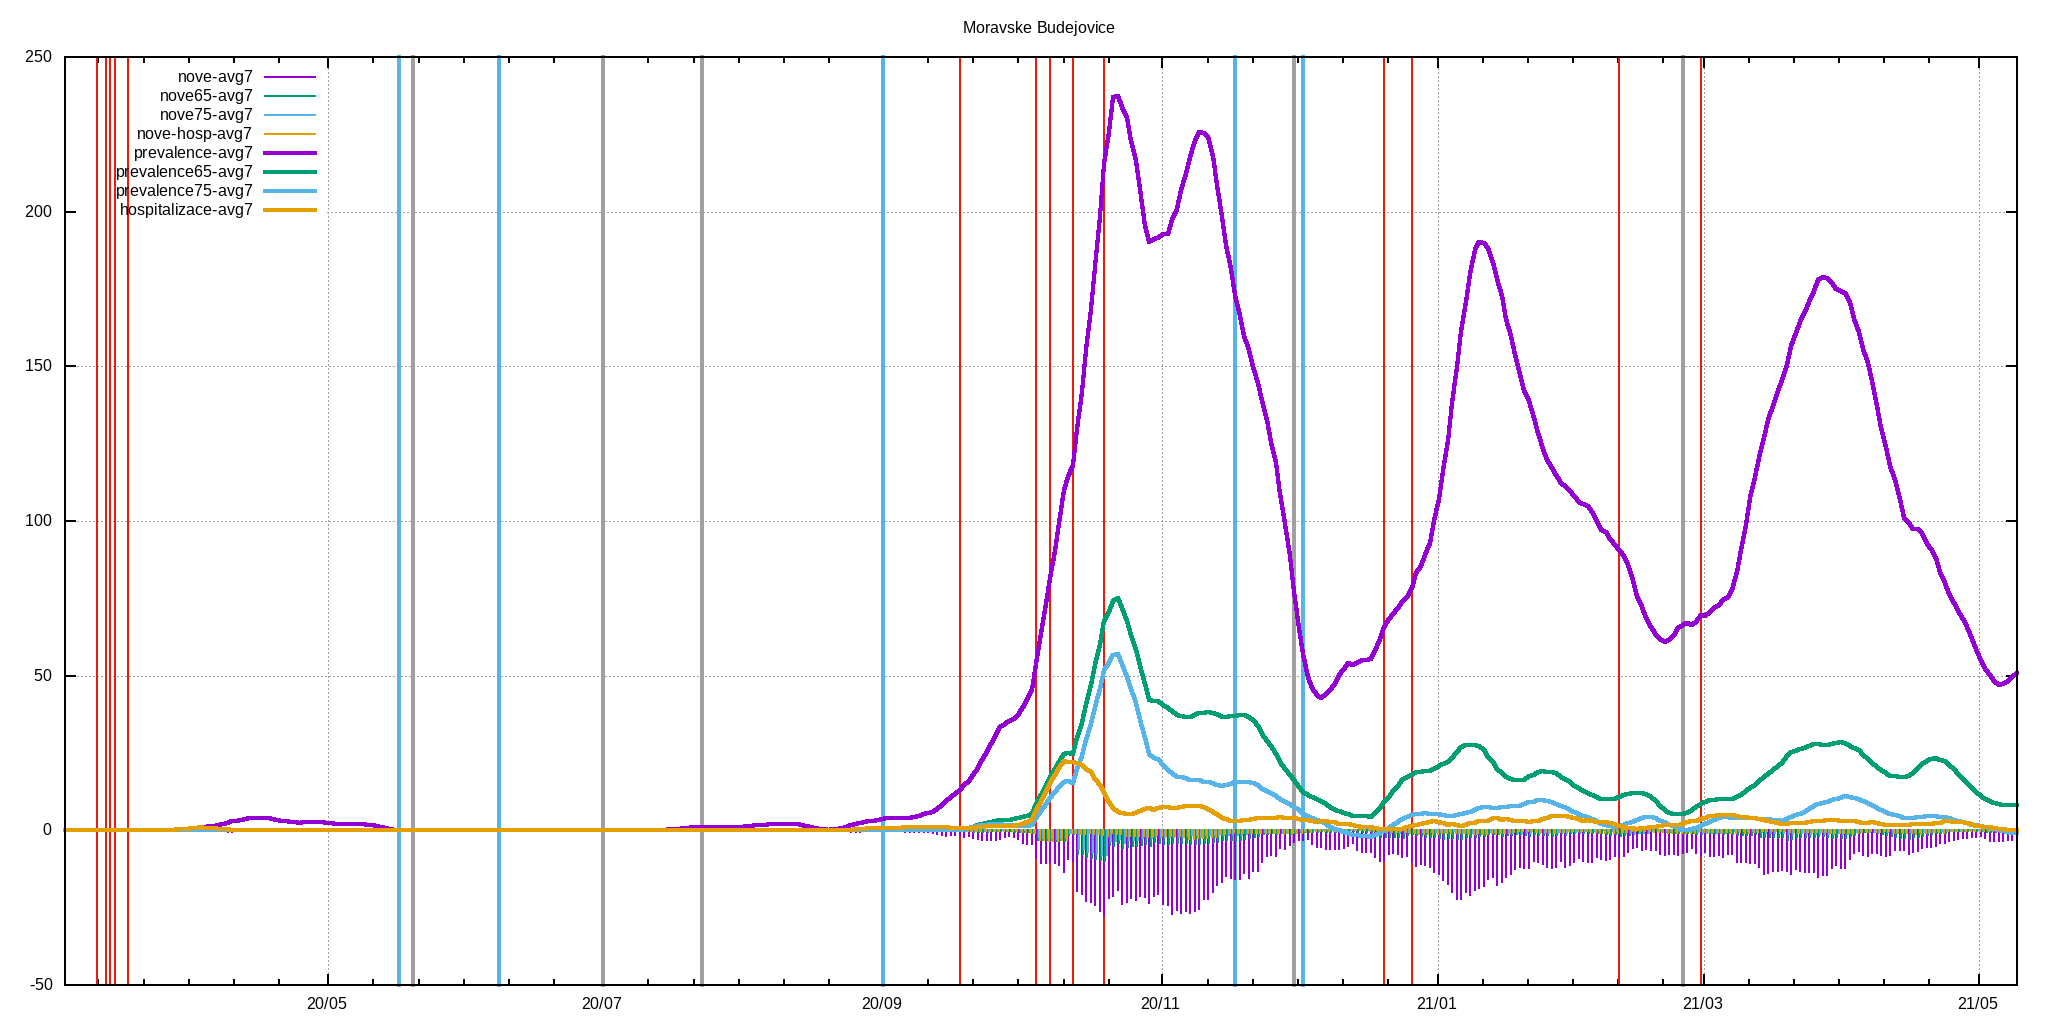 Moravske Budejovice
250
200
150
100
50
0
-50
nove-avg7
nove65-avg7
nove75-avg7
nove-hosp-avg7
prevalence-avg7
prevalence65-avg7
prevalence75-avg7
hospitalizace-avg7
20/05 20/07 20/09 20/11 21/01 21/03 21/05